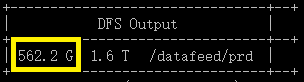 DFS Output
562.2 G 1.6 T /datafeed/prd